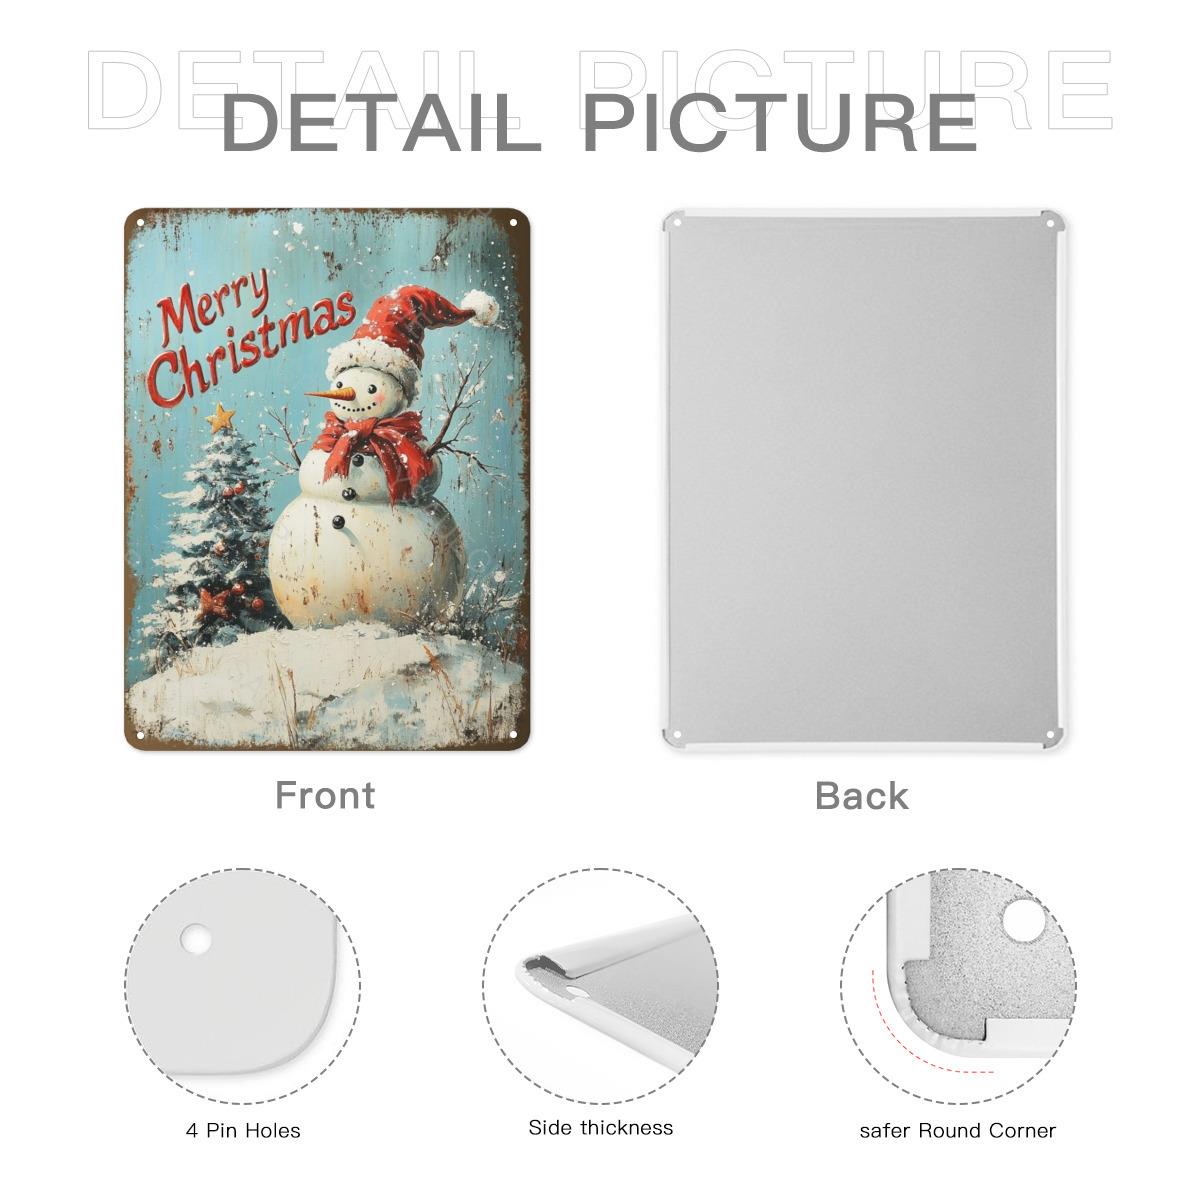 DETAIL PICTURE
DETAIL PICTURE
Merry
Christmas
Front
Back
4 Pin Holes
Side thickness
safer Round Corner